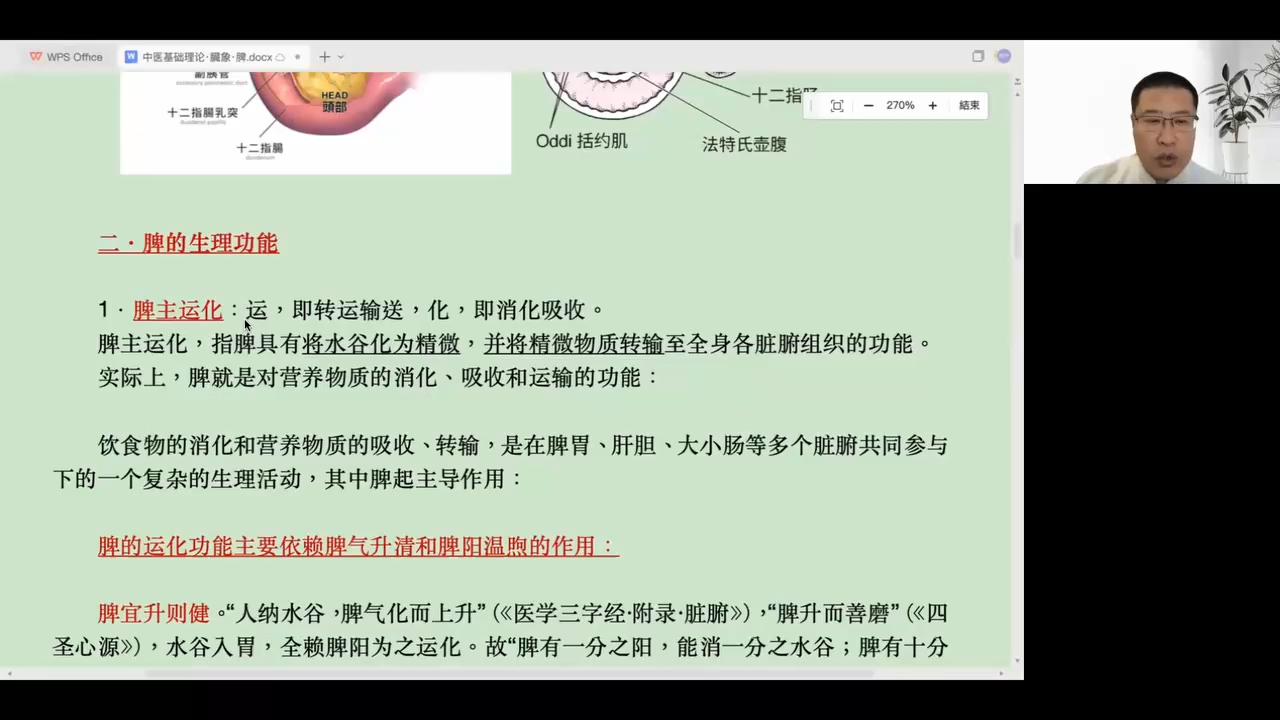 WPS Office
中医基础理论·臓象·脾.docx
270%
結束
副胰管
accessory pancreatic duct
HEAD
頭部
十二指腸乳突
duodenal papilla
十二指腸
duodenum
十二指肠
Oddi 括约肌
法特氏壶腹
二·脾的生理功能
1·脾主运化：运，即转运输送，化，即消化吸收。
脾主运化，指脾具有将水谷化为精微，并将精微物质转输至全身各脏腑组织的功能。
实际上，脾就是对营养物质的消化、吸收和运输的功能：
饮食物的消化和营养物质的吸收、转输，是在脾胃、肝胆、大小肠等多个脏腑共同参与
下的一个复杂的生理活动，其中脾起主导作用：
脾的运化功能主要依赖脾气升清和脾阳温煦的作用：
脾宜升则健。“人纳水谷，脾气化而上升”（《医学三字经·附录·脏腑》），“脾升而善磨”（《四
圣心源》），水谷入胃，全赖脾阳为之运化。故“脾有一分之阳，能消一分之水谷；脾有十分